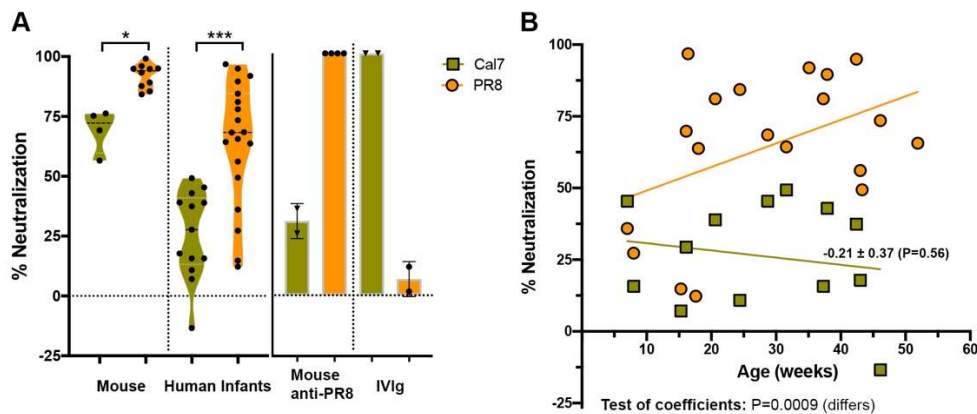 A
B
*
***
% Neutralization
100
75
50
25
0
-25
Mouse
Human Infants
Mouse
anti-PR8
IVIg
Cal7
PR8
% Neutralization
100
75
50
25
0
-25
-0.21 ± 0.37 (P=0.56)
10
20
30
40
50
60
Age (weeks)
Test of coefficients: P=0.0009 (differs)